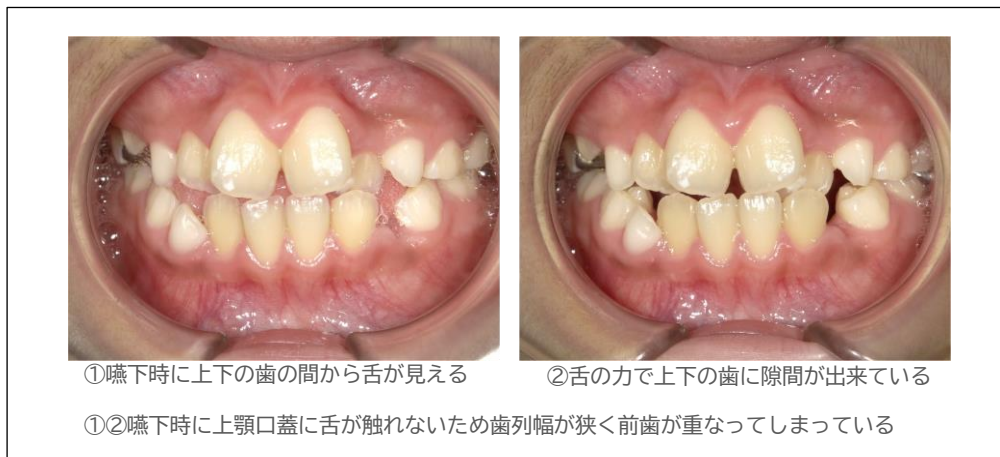 ①嚥下時に上下の歯の間から舌が見える
②舌の力で上下の歯に隙間が出来ている
①②嚥下時に上顎口蓋に舌が触れないため歯列幅が狭く前歯が重なってしまっている